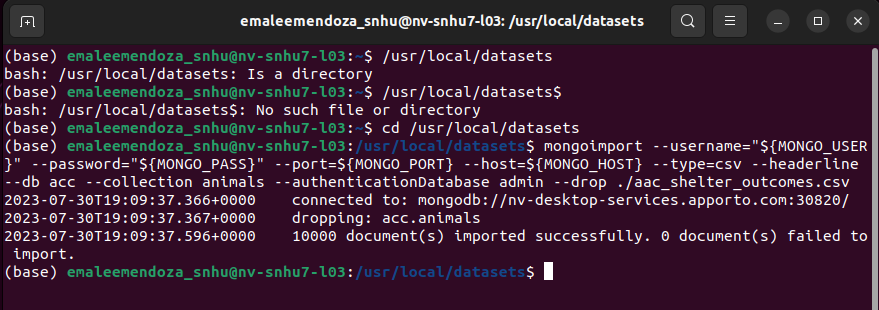 emaleemendoza_snhu@nv-snhu7-l03: /usr/local/datasets
(base) emaleemendoza_snhu@nv-snhu7-l03:~$ /usr/local/datasets
bash: /usr/local/datasets: Is a directory
(base) emaleemendoza_snhu@nv-snhu7-l03:~$ /usr/local/datasets$
bash: /usr/local/datasets$: No such file or directory
(base) emaleemendoza_snhu@nv-snhu7-l03:~$ cd /usr/local/datasets
(base) emaleemendoza_snhu@nv-snhu7-l03:/usr/local/datasets$ mongoimport --username="${MONGO_USER
}" --password="${MONGO_PASS}" --port=${MONGO_PORT} --host=${MONGO_HOST} --type=csv --headerline
--db acc --collection animals --authenticationDatabase admin --drop ./aac_shelter_outcomes.csv
2023-07-30T19:09:37.366+0000    connected to: mongodb://nv-desktop-services.apporto.com:30820/
2023-07-30T19:09:37.367+0000    dropping: acc.animals
2023-07-30T19:09:37.596+0000    10000 document(s) imported successfully. 0 document(s) failed to
 import.
(base) emaleemendoza_snhu@nv-snhu7-l03:/usr/local/datasets$